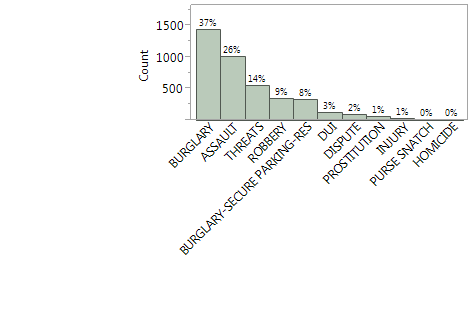 Count
1500
1000
500
37%
26%
14%
9%
8%
3%
2%
1%
1%
0%
0%
BURGLARY
ASSAULT
THREATS
ROBBERY
BURGLARY-SECURE PARKING-RES
DUI
DISPUTE
PROSTITUTION
INJURY
PURSE SNATCH
HOMICIDE